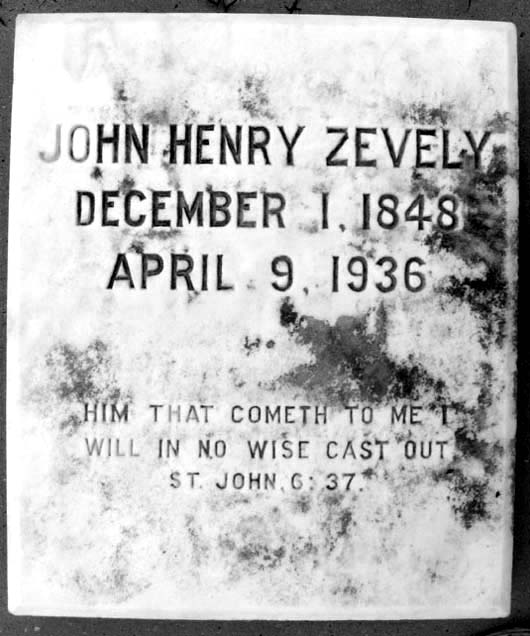 JOHN HENRY ZEVELY
DECEMBER 1, 1848
APRIL 9, 1936
HIM THAT COMETH TO ME I
WILL IN NO WISE CAST OUT
ST. JOHN, 6: 37.